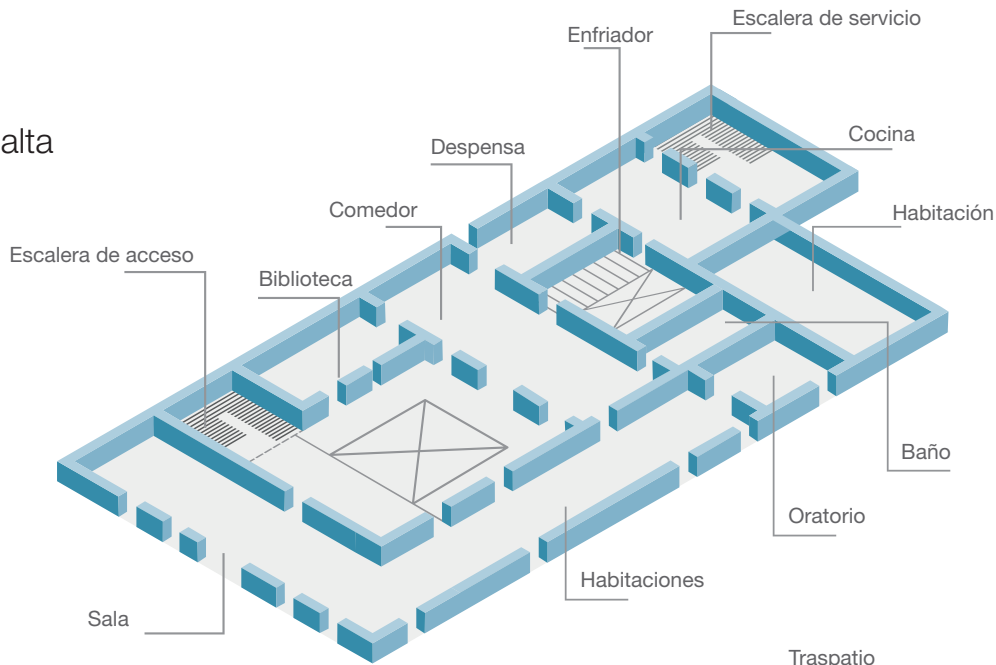 Escalera de servicio
Enfriador
alta
Cocina
Despensa
Comedor
Habitación
Escalera de acceso
Biblioteca
Baño
Oratorio
Habitaciones
Sala
Traspatio